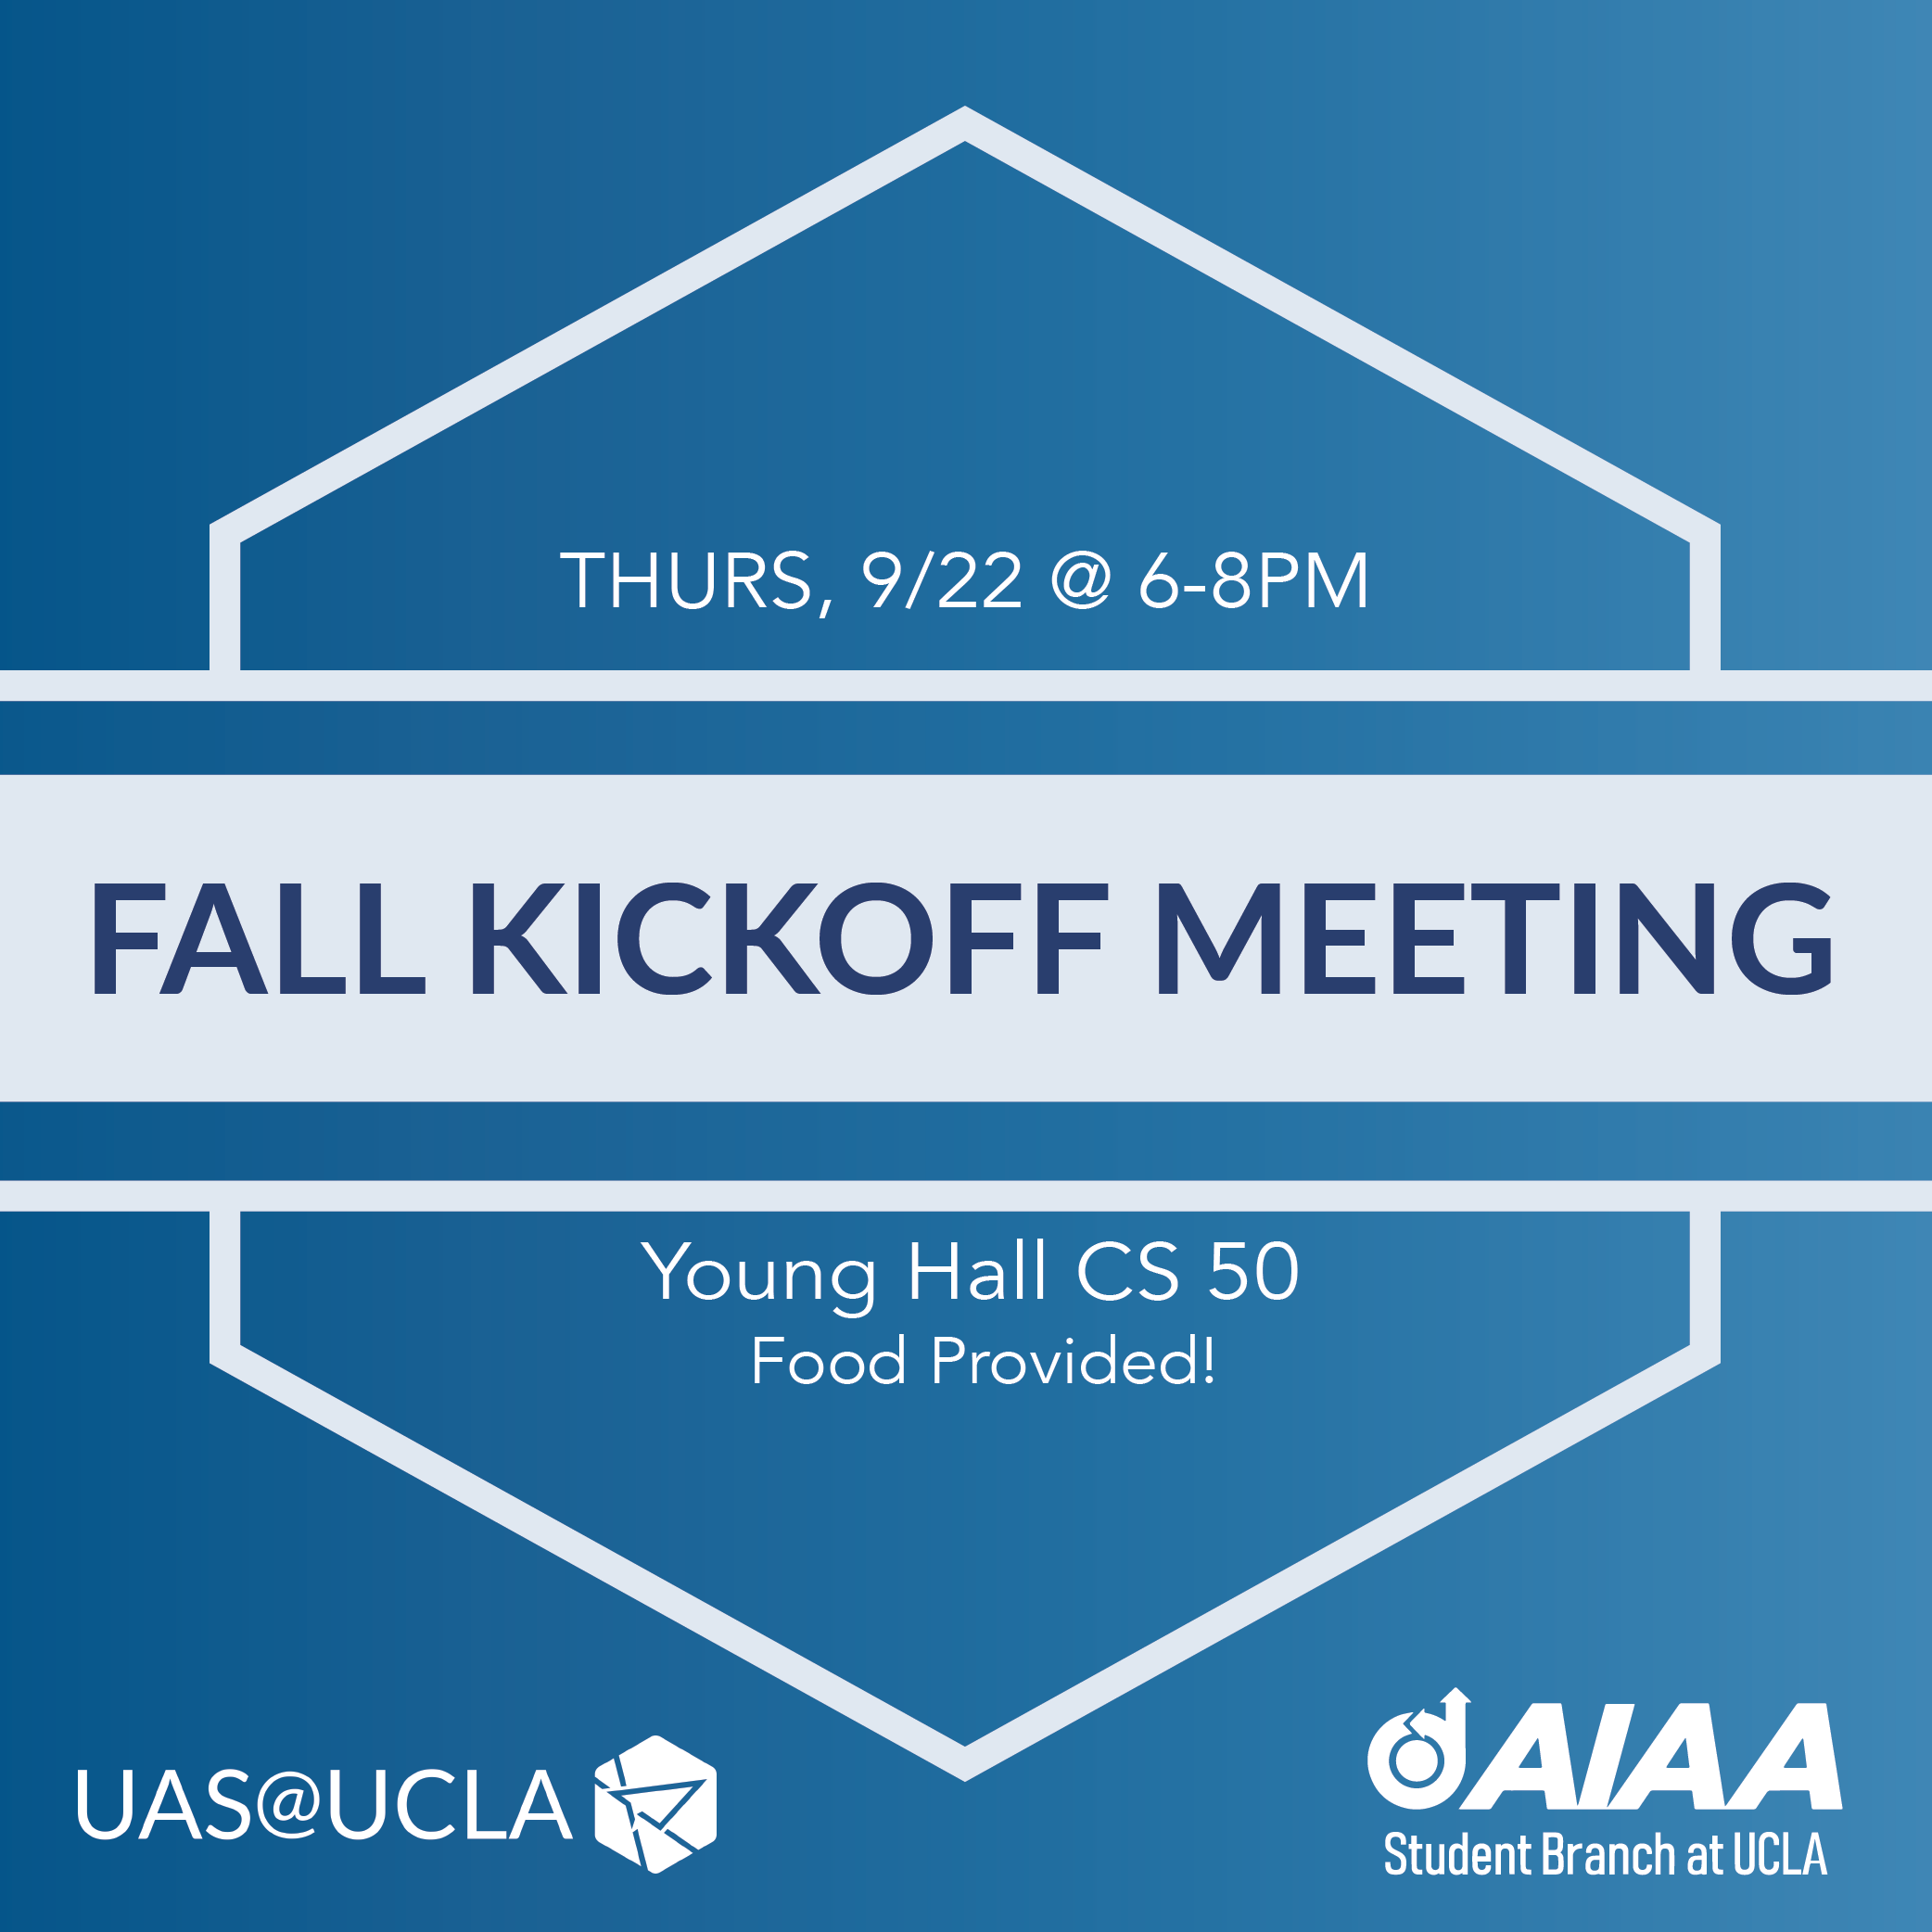 THURS, 9/22 @ 6-8PM
FALL KICKOFF MEETING
Young Hall CS 50
Food Provided!
UAS@UCLA
AIAA
Student Branch at UCLA